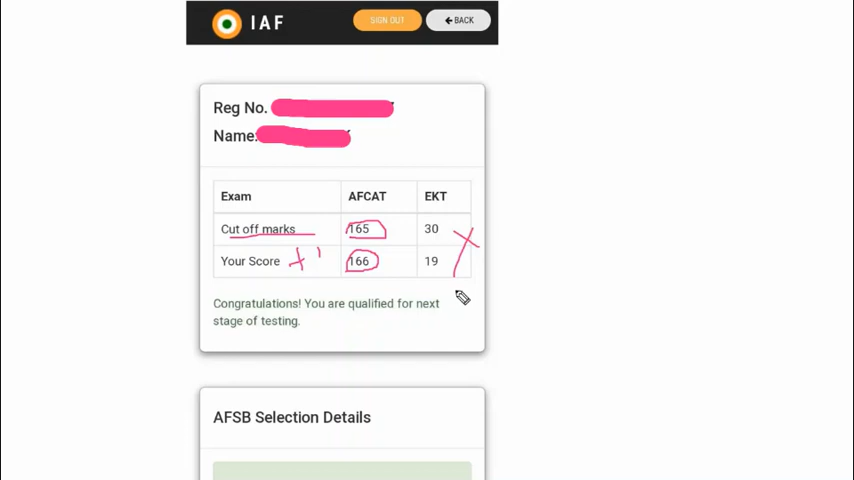 IAF SIGN OUT BACK
Reg No.
Name:
Exam AFCAT EKT
Cut off marks 165 30
Your Score +1 166 19
Congratulations! You are qualified for next
stage of testing.
AFSB Selection Details